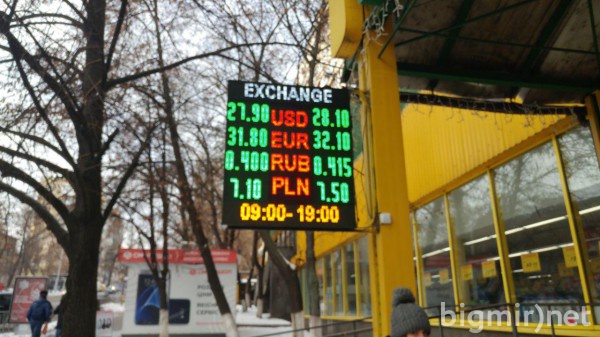 EXCHANGE
27.90 USD 28.10
31.80 EUR 32.10
0.400 RUB 0.415
7.10 PLN 7.50
09:00-19:00
bigmir)net